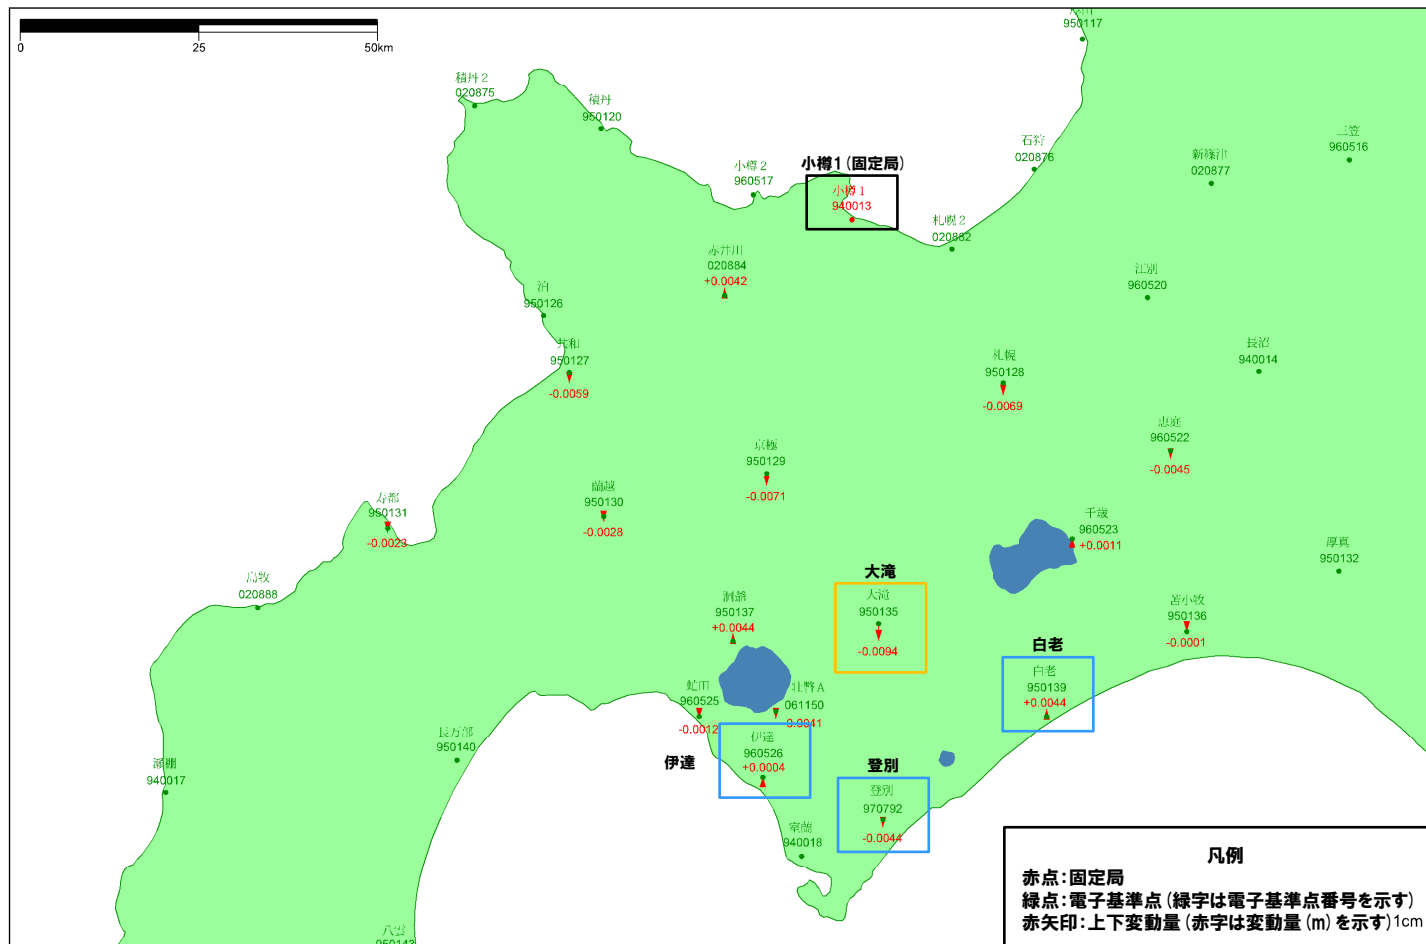 0
25
50km
950117
積丹２
020875
積丹
950120
小樽２
960517
小樽1（固定局）
小樽１
940013
石狩
020876
新篠津
020877
三笠
960516
札幌２
020882
赤井川
020884
+0.0042
江別
960520
泊
950126
共和
950127
-0.0059
札幌
950128
-0.0069
長沼
940014
恵庭
960522
-0.0045
京極
950129
-0.0071
蘭越
950130
-0.0028
寿都
950131
-0.0023
千歳
960523
+0.0011
厚真
950132
島牧
020888
洞爺
950137
+0.0044
大滝
大滝
950135
-0.0094
苫小牧
950136
-0.0001
白老
白老
950139
+0.0044
虻田
960525
-0.0012
壮瞥Ａ
061150
-0.0041
長万部
950140
伊達
伊達
960526
+0.0004
登別
登別
970792
-0.0044
瀬棚
940017
室蘭
940018
八雲
950143
凡例
赤点：固定局
緑点：電子基準点（緑字は電子基準点番号を示す）
赤矢印：上下変動量（赤字は変動量（m）を示す）1cm